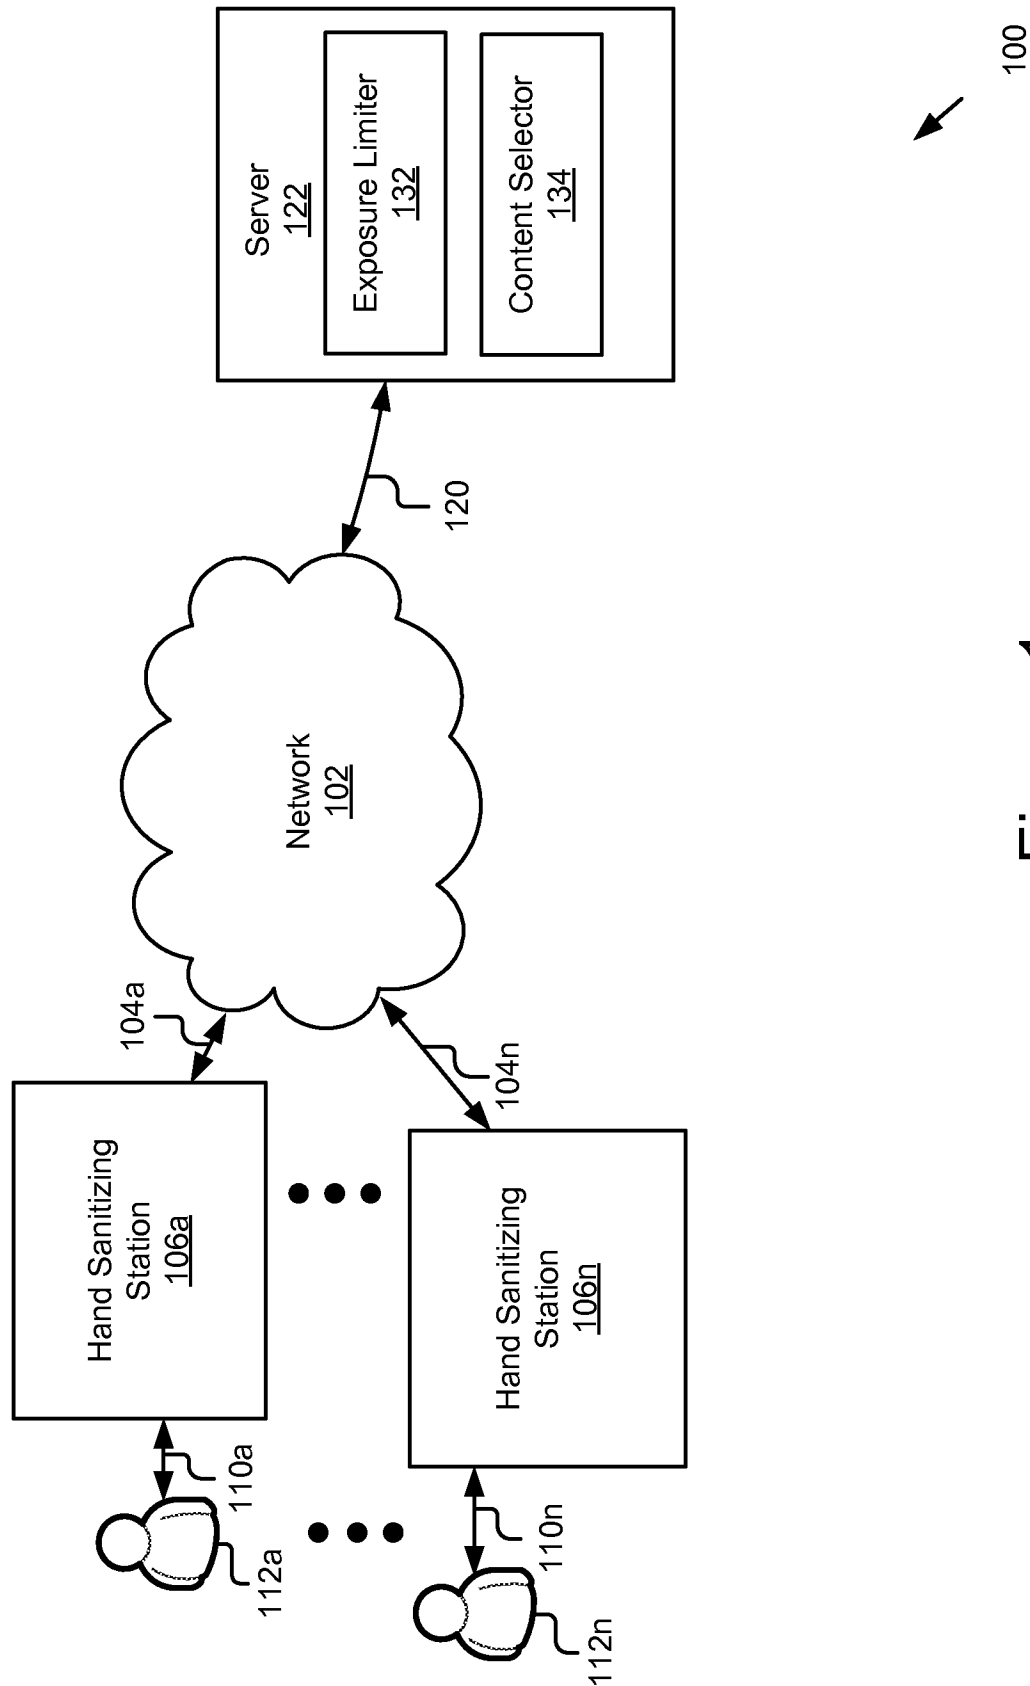 100
Server
122
Exposure Limiter
132
Content Selector
134
120
Network
102
104a
104n
Hand Sanitizing
Station
106a
Hand Sanitizing
Station
106n
110a
112a
110n
112n